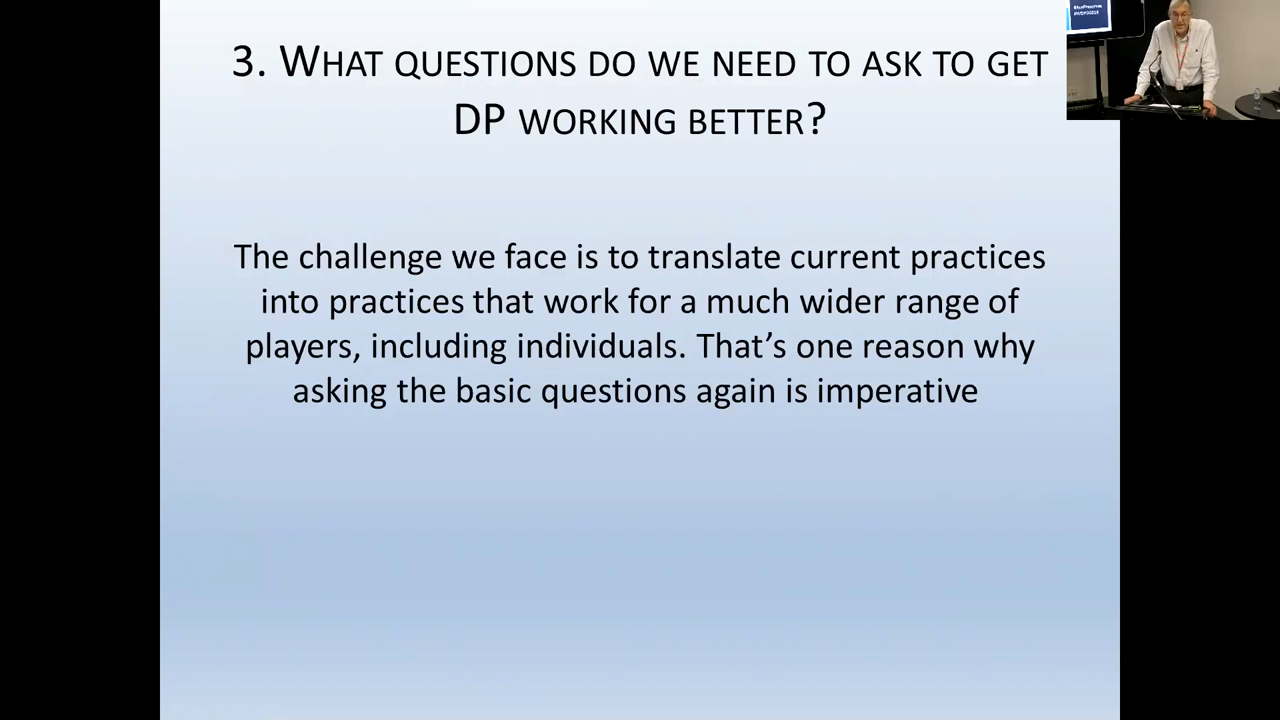 3. WHAT QUESTIONS DO WE NEED TO ASK TO GET
DP WORKING BETTER?
The challenge we face is to translate current practices
into practices that work for a much wider range of
players, including individuals. That’s one reason why
asking the basic questions again is imperative